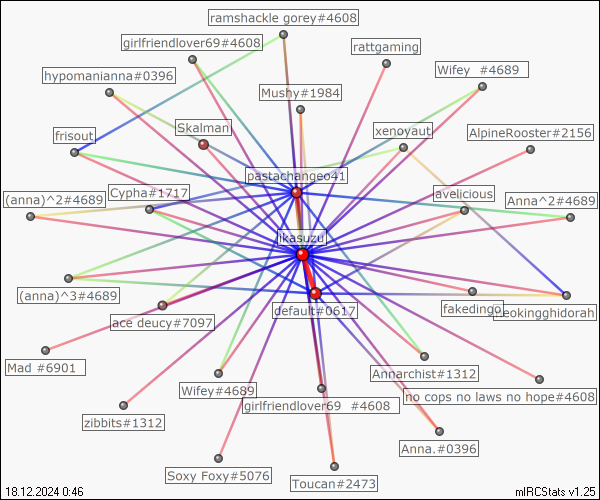 ramshackle gorey#4608
girlfriendlover69#4608
rattgaming
hypomanianna#0396
Wifey  #4689
Mushy#1984
Skalman
xenoyaut
AlpineRooster#2156
frisout
pastachangeo41
(anna)^2#4689
Cypha#1717
avelicious
Anna^2#4689
ikasuzu
(anna)^3#4689
ace deucy#7097
default#0617
fakedingo
neokingghidorah
Mad #6901
Annarchist#1312
Wifey#4689
girlfriendlover69  #4608
no cops no laws no hope#4608
zibbits#1312
Anna.#0396
Soxy Foxy#5076
Toucan#2473
18.12.2024 0:46
mIRCStats v1.25